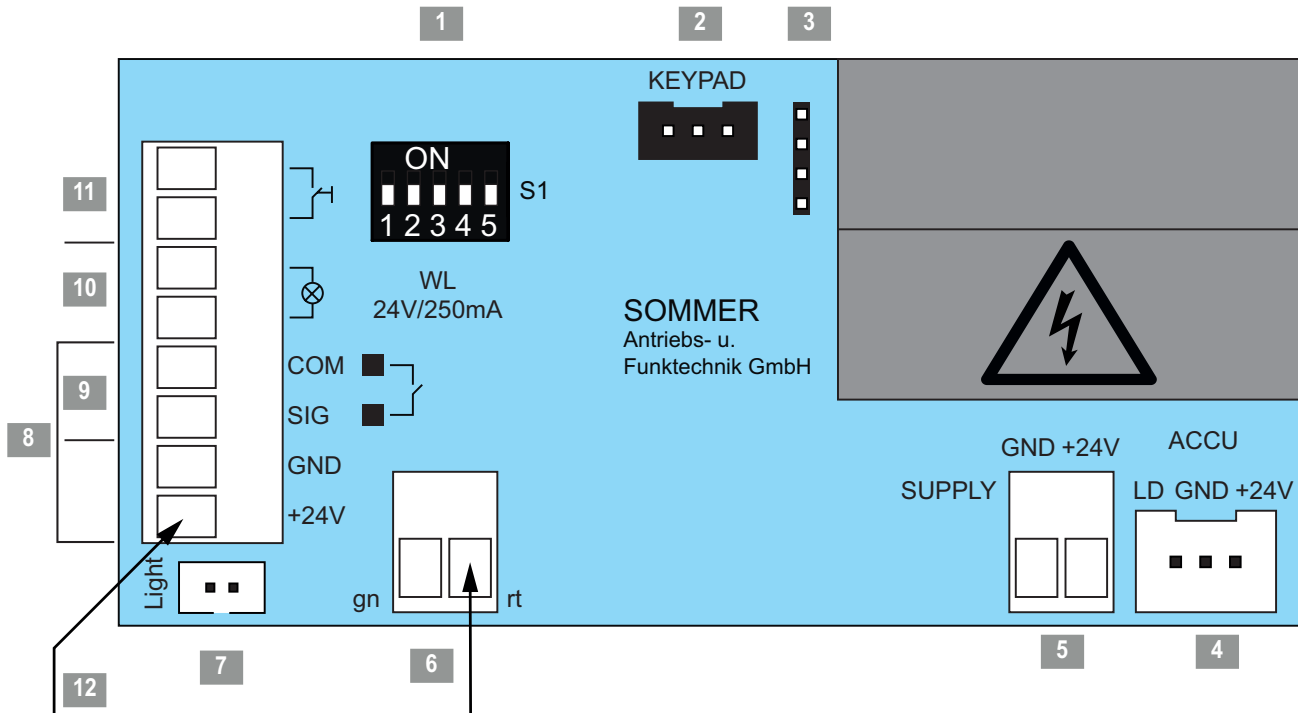 1
2
3
KEYPAD
ON
1 2 3 4 5
S1
11
10
WL
24V/250mA
SOMMER
Antriebs- u.
Funktechnik GmbH
COM
9
SIG
8
GND
+24V
GND +24V
ACCU
SUPPLY
LD GND +24V
Light
gn
rt
12
7
6
5
4